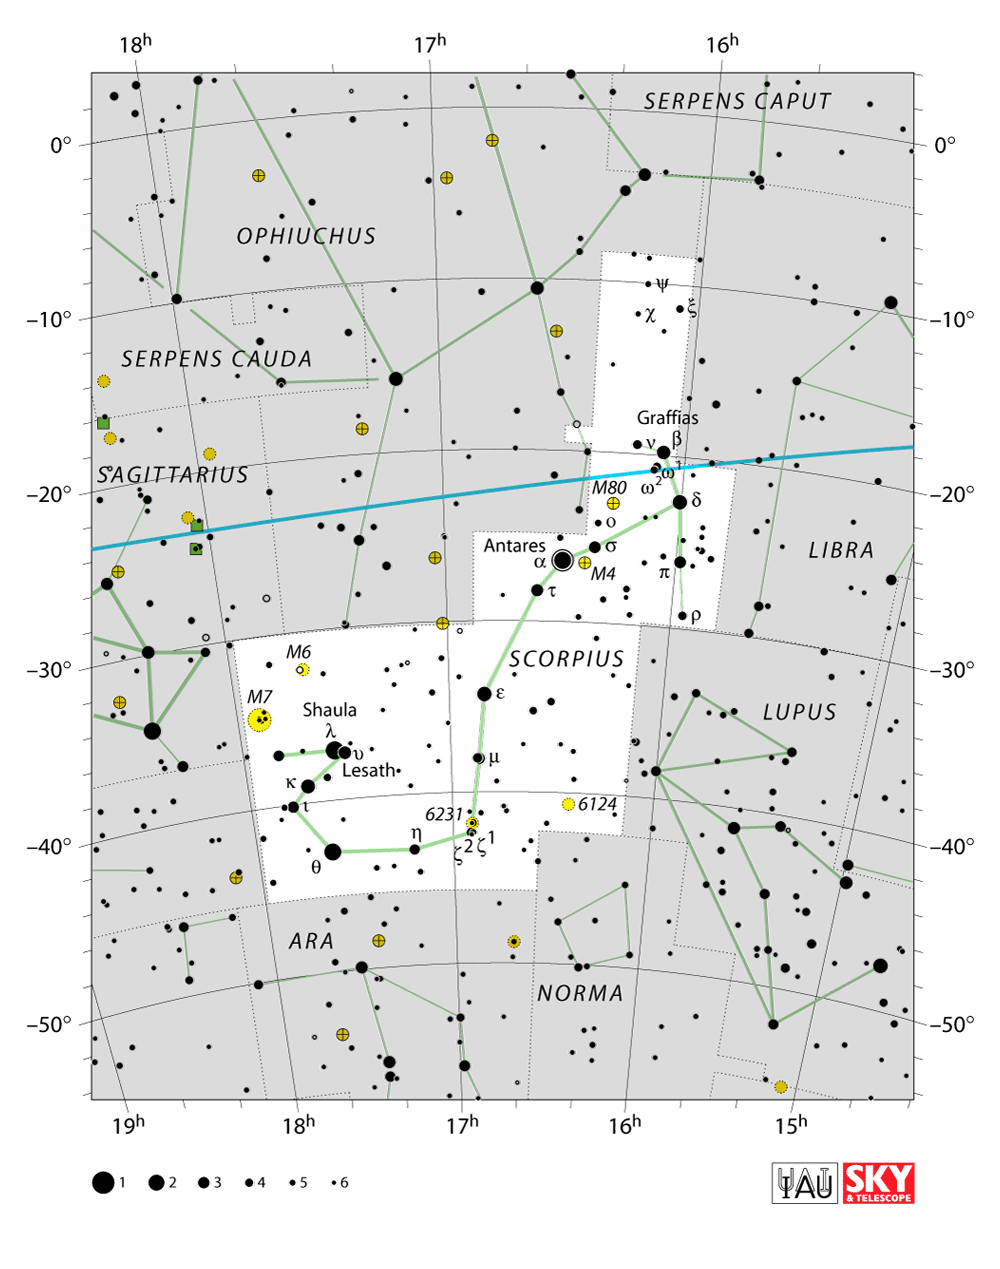 18h 17h 16h
SERPENS CAPUT
0° 0°
OPHIUCHUS
ψ
χ ξ
−10° −10°
SERPENS CAUDA
Graffias
ν β
SAGITTARIUS
ω1
ω2
M80
−20° −20°
δ
ο
Antares σ
α
M4
π
LIBRA
τ
ρ
M6
SCORPIUS
−30° −30°
M7
ε
Shaula
LUPUS
λ
υ
μ
Lesath
κ
ι
6231 6124
η
ζ2 ζ1
−40° −40°
θ
ARA
NORMA
−50° −50°
19h 18h 17h 16h 15h
1 2 3 4 5 6
IAU
SKY
& TELESCOPE